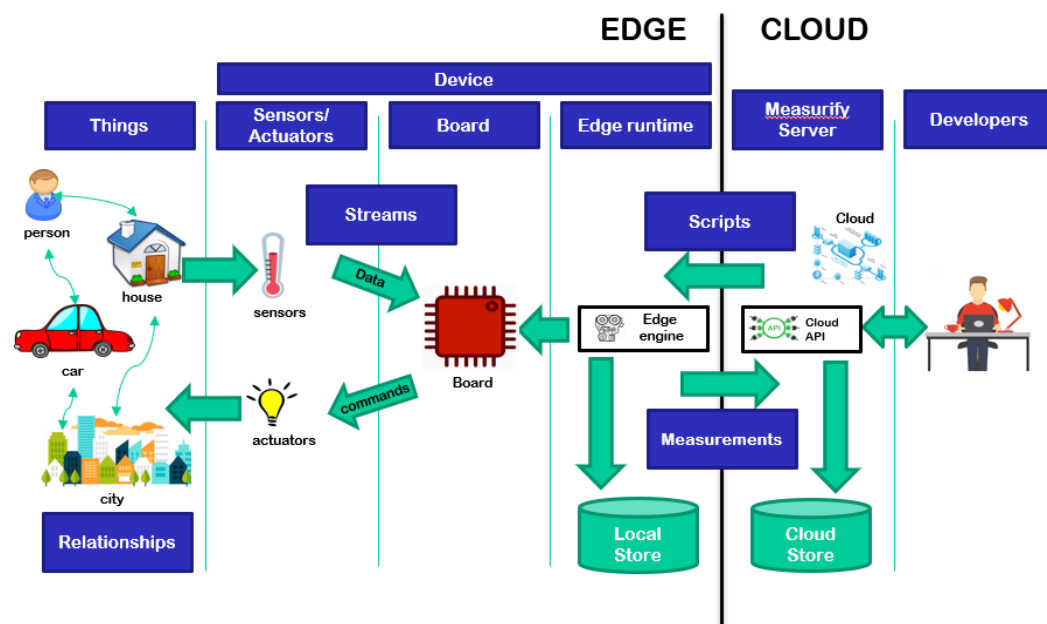 EDGE
CLOUD
Device
Things
Sensors/
Actuators
Board
Edge runtime
Measurify
Server
Developers
person
house
car
city
Relationships
Streams
sensors
Data
Board
commands
actuators
Scripts
Edge
engine
Measurements
Local
Store
Cloud
API
Cloud
API
Cloud
Store